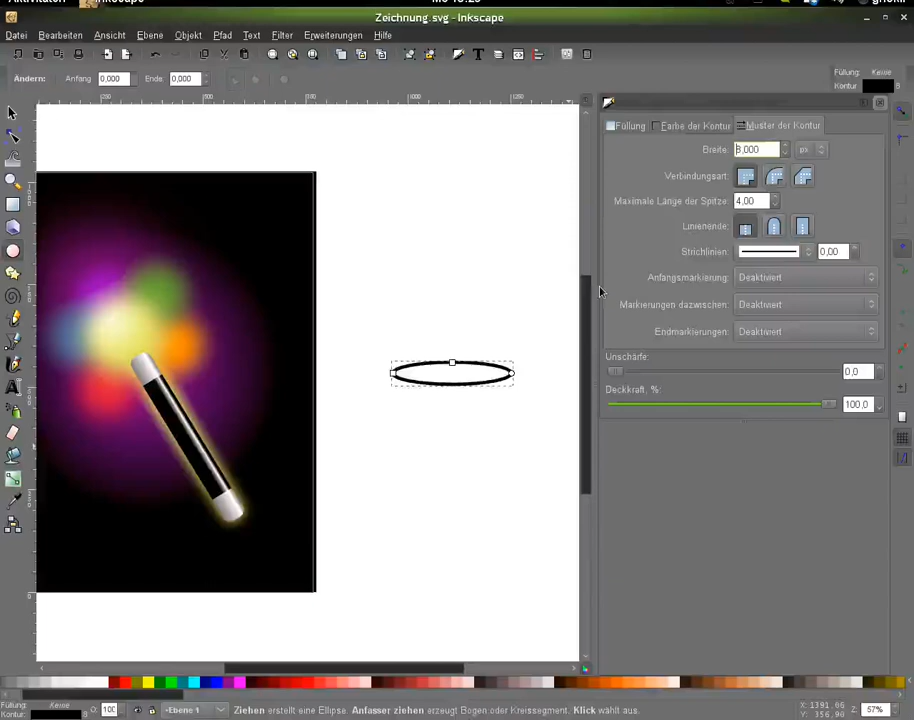 Zeichnung.svg - Inkscape
Datei Bearbeiten Ansicht Ebene Objekt Pfad Text Filter Erweiterungen Hilfe
Ändern: Anfang 0,000 Ende 0,000
Füllung: Keine
Kontur
Füllung Farbe der Kontur Muster der Kontur
Breite: 8,000 px
Verbindungsart:
Maximale Länge der Spitze: 4,00
Linienende:
Strichlinien: 0,00
Anfangsmarkierung: Deaktiviert
Markierungen dazwischen: Deaktiviert
Endmarkierungen: Deaktiviert
Unschärfe:
0,0
Deckkraft, %:
100,0
Füllung: Keine
Kontur:
O: 100
Ebene 1
Ziehen erstellt eine Ellipse. Anfasser ziehen erzeugt Bogen oder Kreissegment. Klick wählt aus.
X: 1391,66
Y: 356,90
Z: 57%